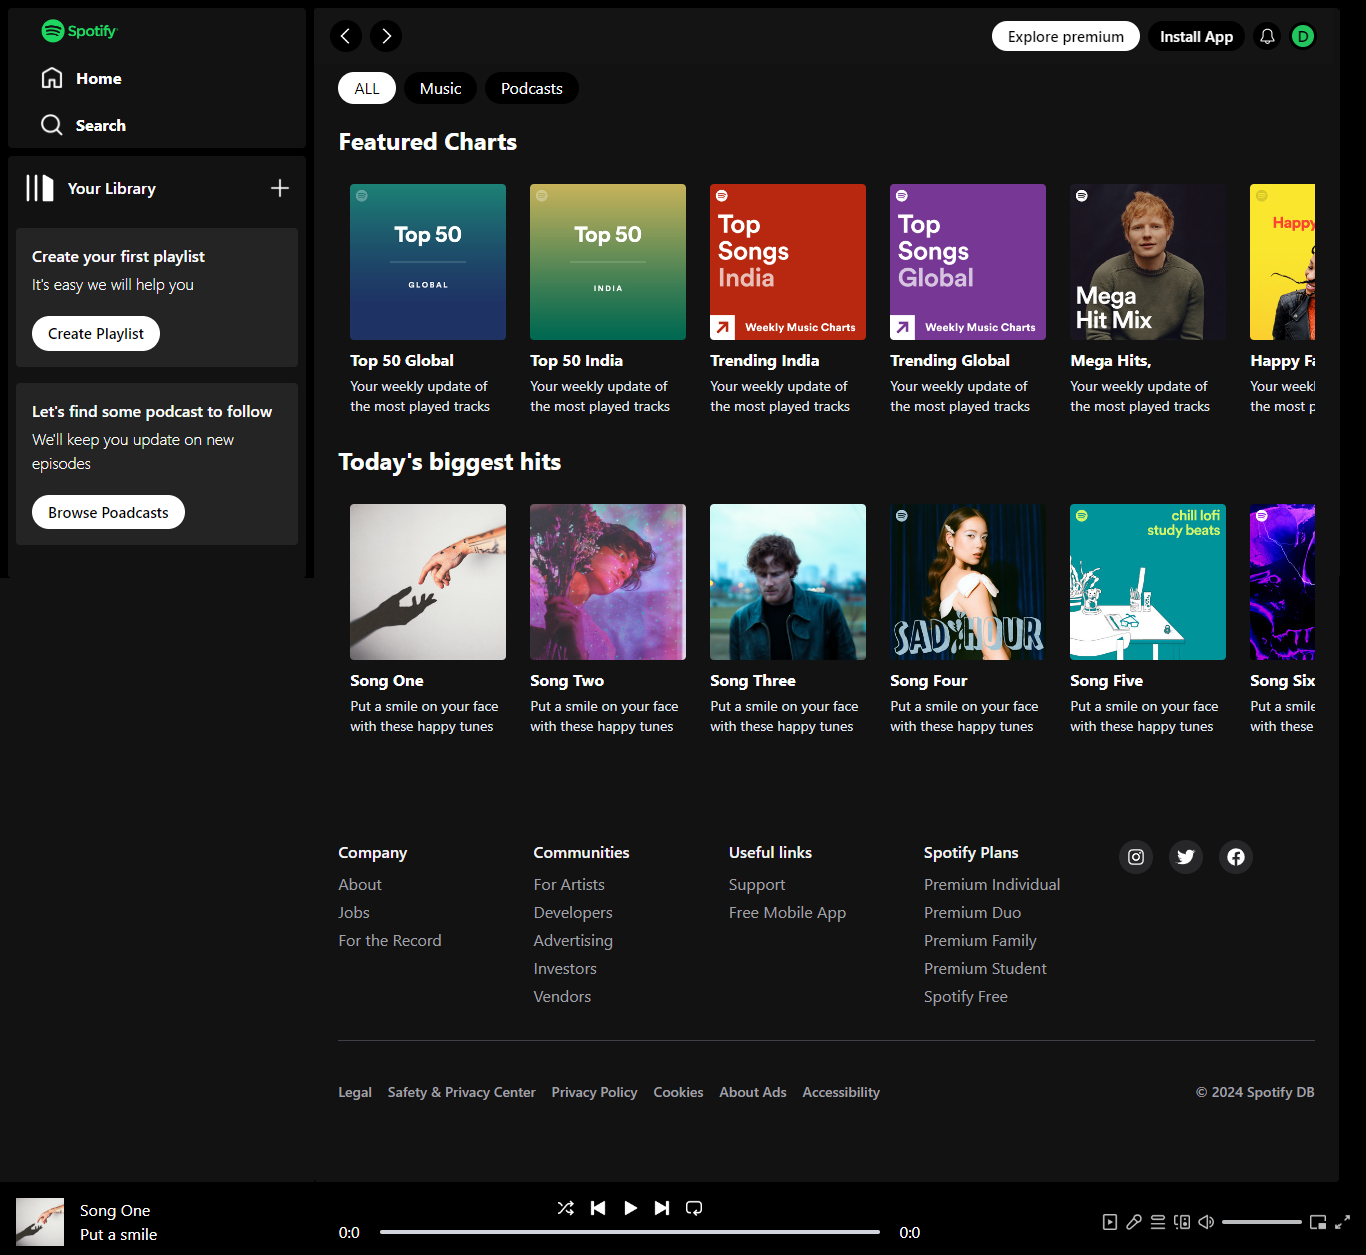 Spotify
Home
Search
Your Library
Create your first playlist
It's easy we will help you
Create Playlist
Let's find some podcast to follow
We'll keep you update on new
episodes
Browse Poadcasts
Explore premium
Install App
D
ALL
Music
Podcasts
Featured Charts
Top 50
GLOBAL
Top 50 Global
Your weekly update of
the most played tracks
Top 50
INDIA
Top 50 India
Your weekly update of
the most played tracks
Top
Songs
India
Weekly Music Charts
Trending India
Your weekly update of
the most played tracks
Top
Songs
Global
Weekly Music Charts
Trending Global
Your weekly update of
the most played tracks
Mega
Hit Mix
Mega Hits,
Your weekly update of
the most played tracks
Happy
Happy Fa
Your weekl
the most p
Today's biggest hits
Song One
Put a smile on your face
with these happy tunes
Song Two
Put a smile on your face
with these happy tunes
Song Three
Put a smile on your face
with these happy tunes
SAD HOUR
Song Four
Put a smile on your face
with these happy tunes
chill lofi
study beats
Song Five
Put a smile on your face
with these happy tunes
Song Six
Put a smile
with these
Company
About
Jobs
For the Record
Communities
For Artists
Developers
Advertising
Investors
Vendors
Useful links
Support
Free Mobile App
Spotify Plans
Premium Individual
Premium Duo
Premium Family
Premium Student
Spotify Free
Legal Safety & Privacy Center Privacy Policy Cookies About Ads Accessibility
© 2024 Spotify DB
Song One
Put a smile
0:0
0:0